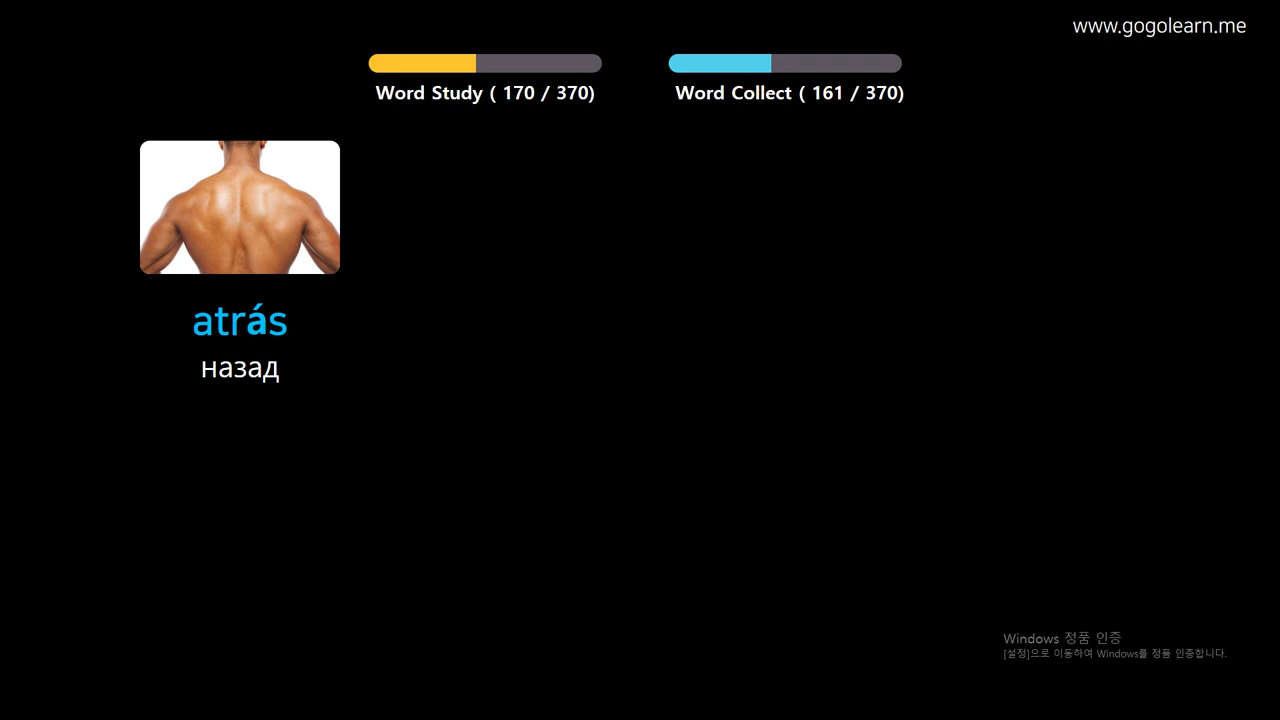 www.gogolearn.me
Word Study ( 170 / 370)
Word Collect ( 161 / 370)
atrás
назад
Windows 정품 인증
[설정]으로 이동하여 Windows를 정품 인증합니다.